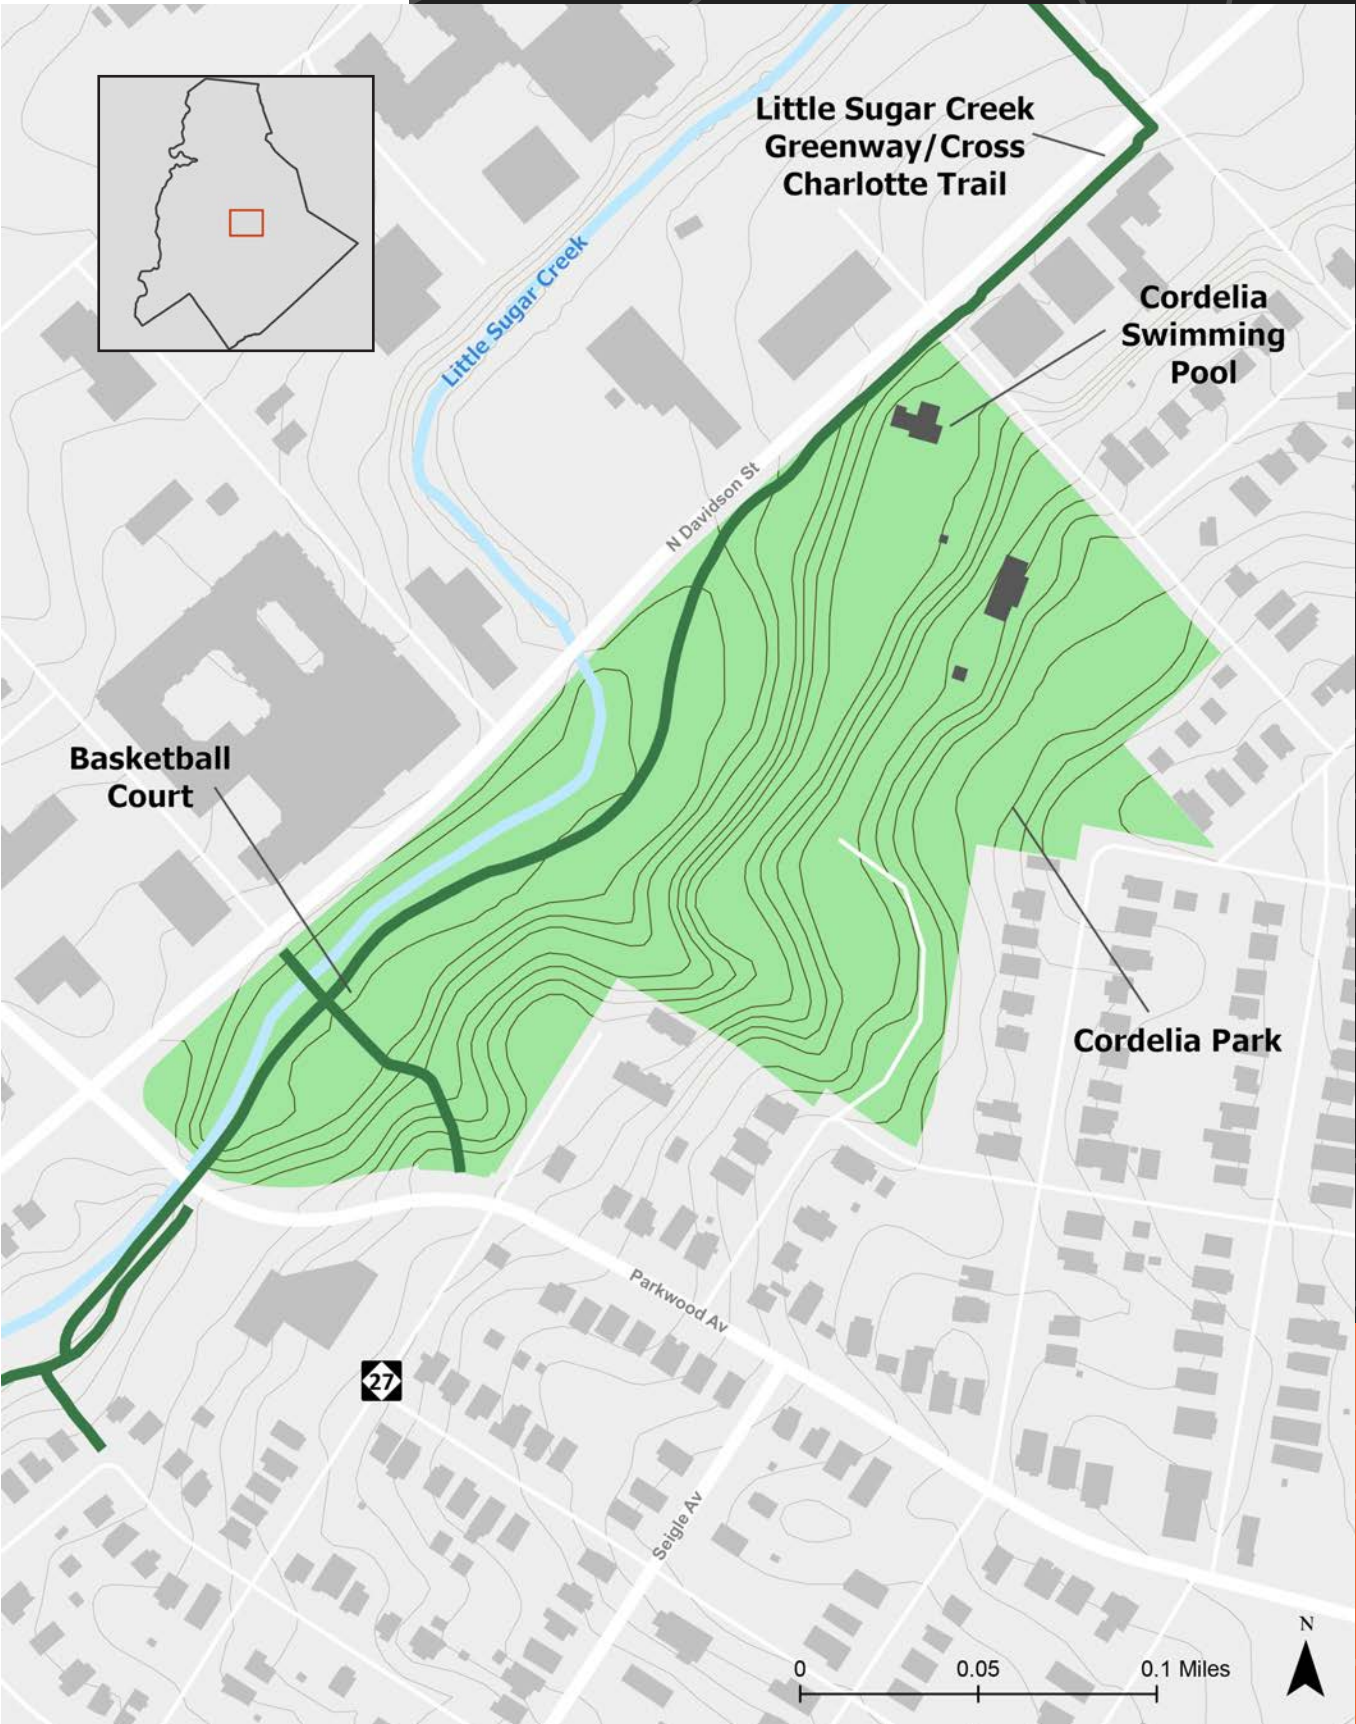 Little Sugar Creek
Greenway/Cross
Charlotte Trail
Little Sugar Creek
Cordelia
Swimming
Pool
N Davidson St
Basketball
Court
Cordelia Park
Parkwood Av
27
Seigle Av
N
0 0.05 0.1 Miles